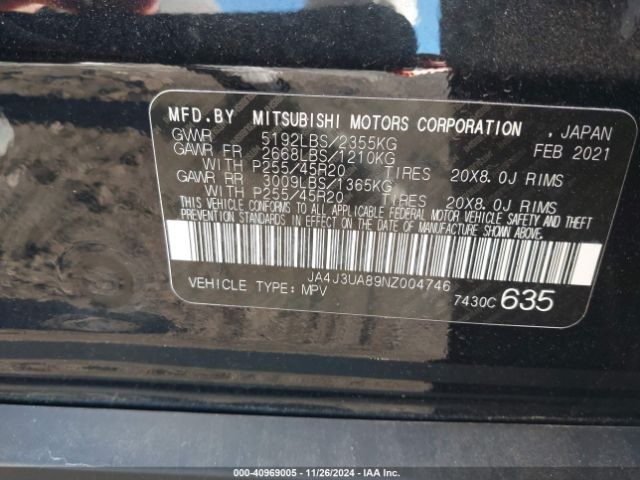 MFD.BY MITSUBISHI MOTORS CORPORATION . JAPAN
GVWR 5192LBS/2355KG FEB 2021
GAWR FR 2668LBS/1210KG
WITH P255/45R20 TIRES 20X8.0J RIMS
GAWR RR 3009LBS/1365KG
WITH P255/45R20 TIRES 20X8.0J RIMS
THIS VEHICLE CONFORMS TO ALL APPLICABLE FEDERAL MOTOR VEHICLE SAFETY AND THEFT
PREVENTION STANDARDS IN EFFECT ON THE DATE OF MANUFACTURE SHOWN ABOVE.
JA4J3UA89NZ004746
VEHICLE TYPE: MPV 7430C 635
000-40969005 - 11/26/2024 - IAA Inc.